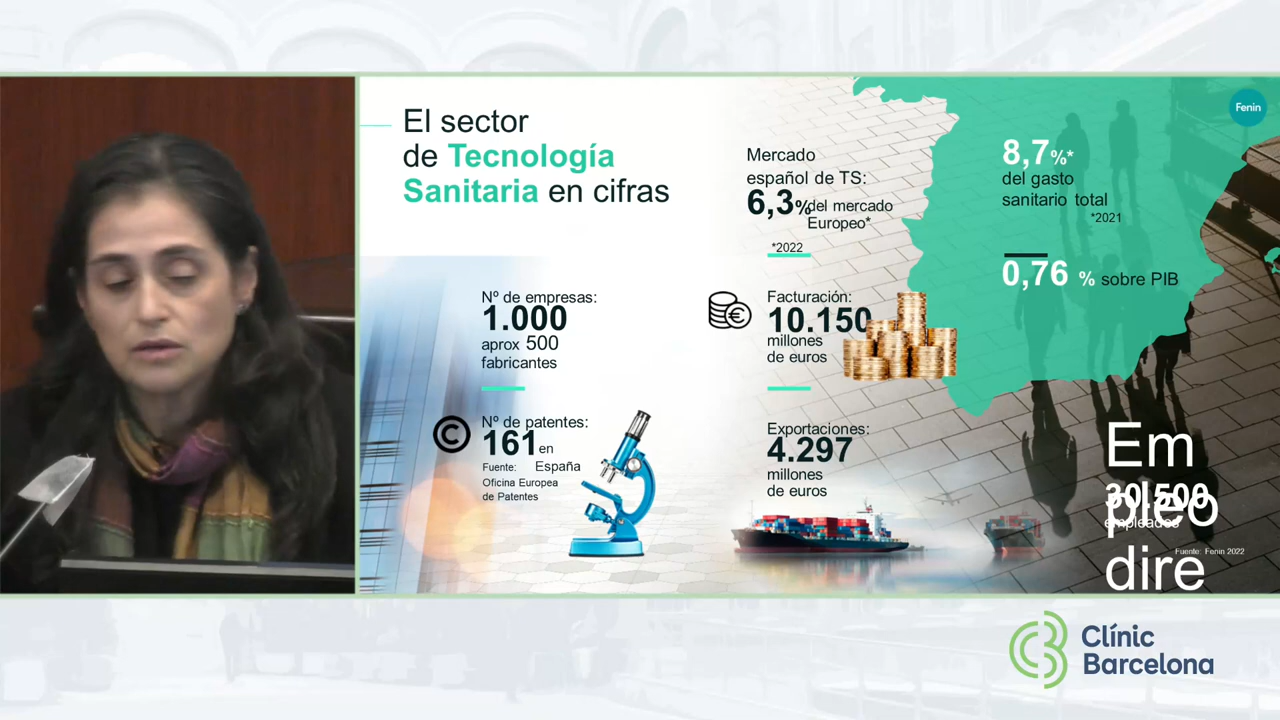 El sector
de Tecnología
Sanitaria en cifras
Nº de empresas:
1.000
aprox 500
fabricantes
Nº de patentes:
161 en
Fuente: España
Oficina Europea
de Patentes
Mercado
español de TS:
6,3% del mercado
Europeo*
*2022
Facturación:
10.150
millones
de euros
Exportaciones:
4.297
millones
de euros
Fenin
8,7%*
del gasto
sanitario total
*2021
0,76 % sobre PIB
Em
pleo
dire
30.500
empleados
Fuente: Fenin 2022
Clínic
Barcelona